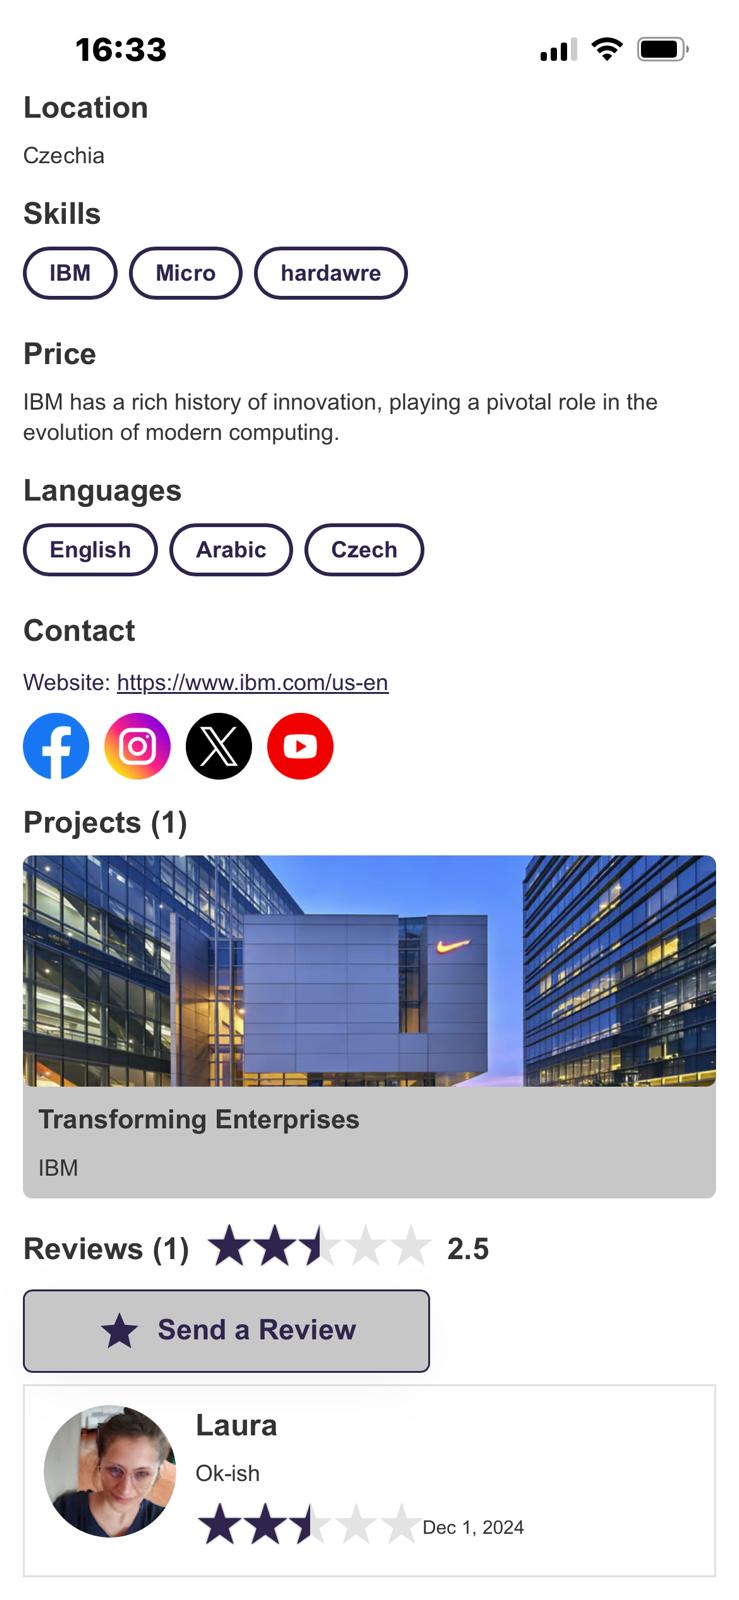 16:33
Location
Czechia
Skills
IBM Micro hardawre
Price
IBM has a rich history of innovation, playing a pivotal role in the
evolution of modern computing.
Languages
English Arabic Czech
Contact
Website: https://www.ibm.com/us-en
Projects (1)
Transforming Enterprises
IBM
Reviews (1) 2.5
Send a Review
Laura
Ok-ish
Dec 1, 2024